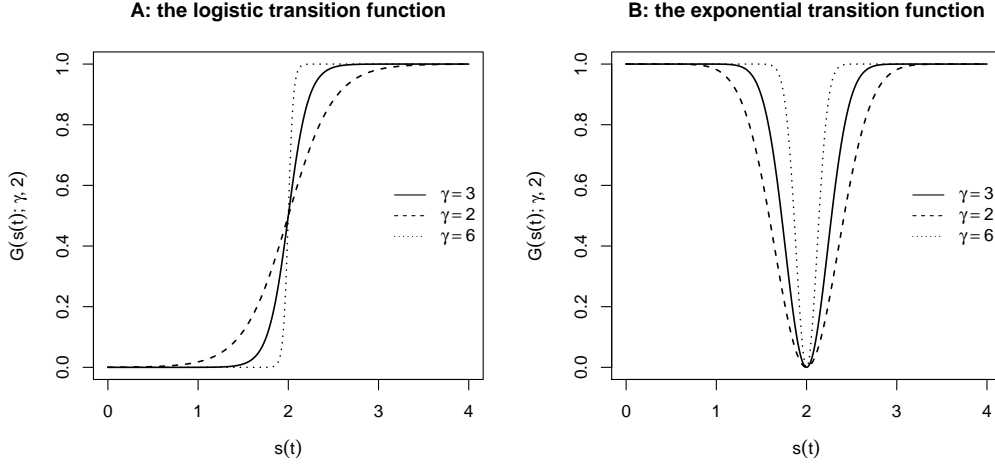 A: the logistic transition function
G(s(t); γ, 2)
1.0
0.8
0.6
0.4
0.2
0.0
γ = 3
γ = 2
γ = 6
0 1 2 3 4
s(t)
B: the exponential transition function
G(s(t); γ, 2)
1.0
0.8
0.6
0.4
0.2
0.0
γ = 3
γ = 2
γ = 6
0 1 2 3 4
s(t)